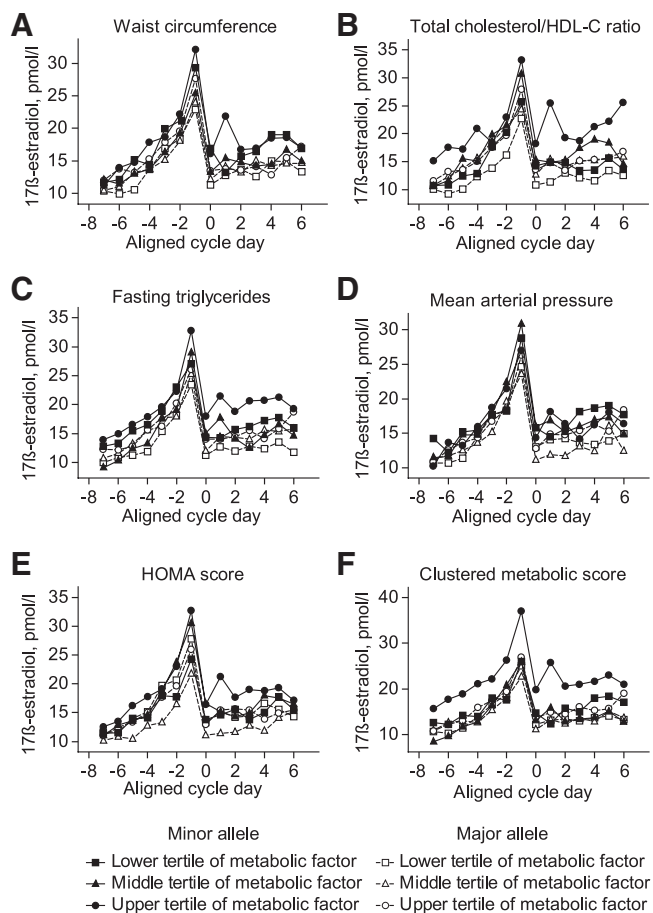 A Waist circumference
17ß-estradiol, pmol/l
30
25
20
15
10
-8 -6 -4 -2 0 2 4 6
Aligned cycle day
B Total cholesterol/HDL-C ratio
17ß-estradiol, pmol/l
35
30
25
20
15
10
-8 -6 -4 -2 0 2 4 6
Aligned cycle day
C Fasting triglycerides
17ß-estradiol, pmol/l
35
30
25
20
15
10
-8 -6 -4 -2 0 2 4 6
Aligned cycle day
D Mean arterial pressure
17ß-estradiol, pmol/l
30
25
20
15
10
-8 -6 -4 -2 0 2 4 6
Aligned cycle day
E HOMA score
17ß-estradiol, pmol/l
35
30
25
20
15
10
-8 -6 -4 -2 0 2 4 6
Aligned cycle day
F Clustered metabolic score
17ß-estradiol, pmol/l
40
30
20
10
-8 -6 -4 -2 0 2 4 6
Aligned cycle day
Minor allele
Lower tertile of metabolic factor
Middle tertile of metabolic factor
Upper tertile of metabolic factor
Major allele
Lower tertile of metabolic factor
Middle tertile of metabolic factor
Upper tertile of metabolic factor